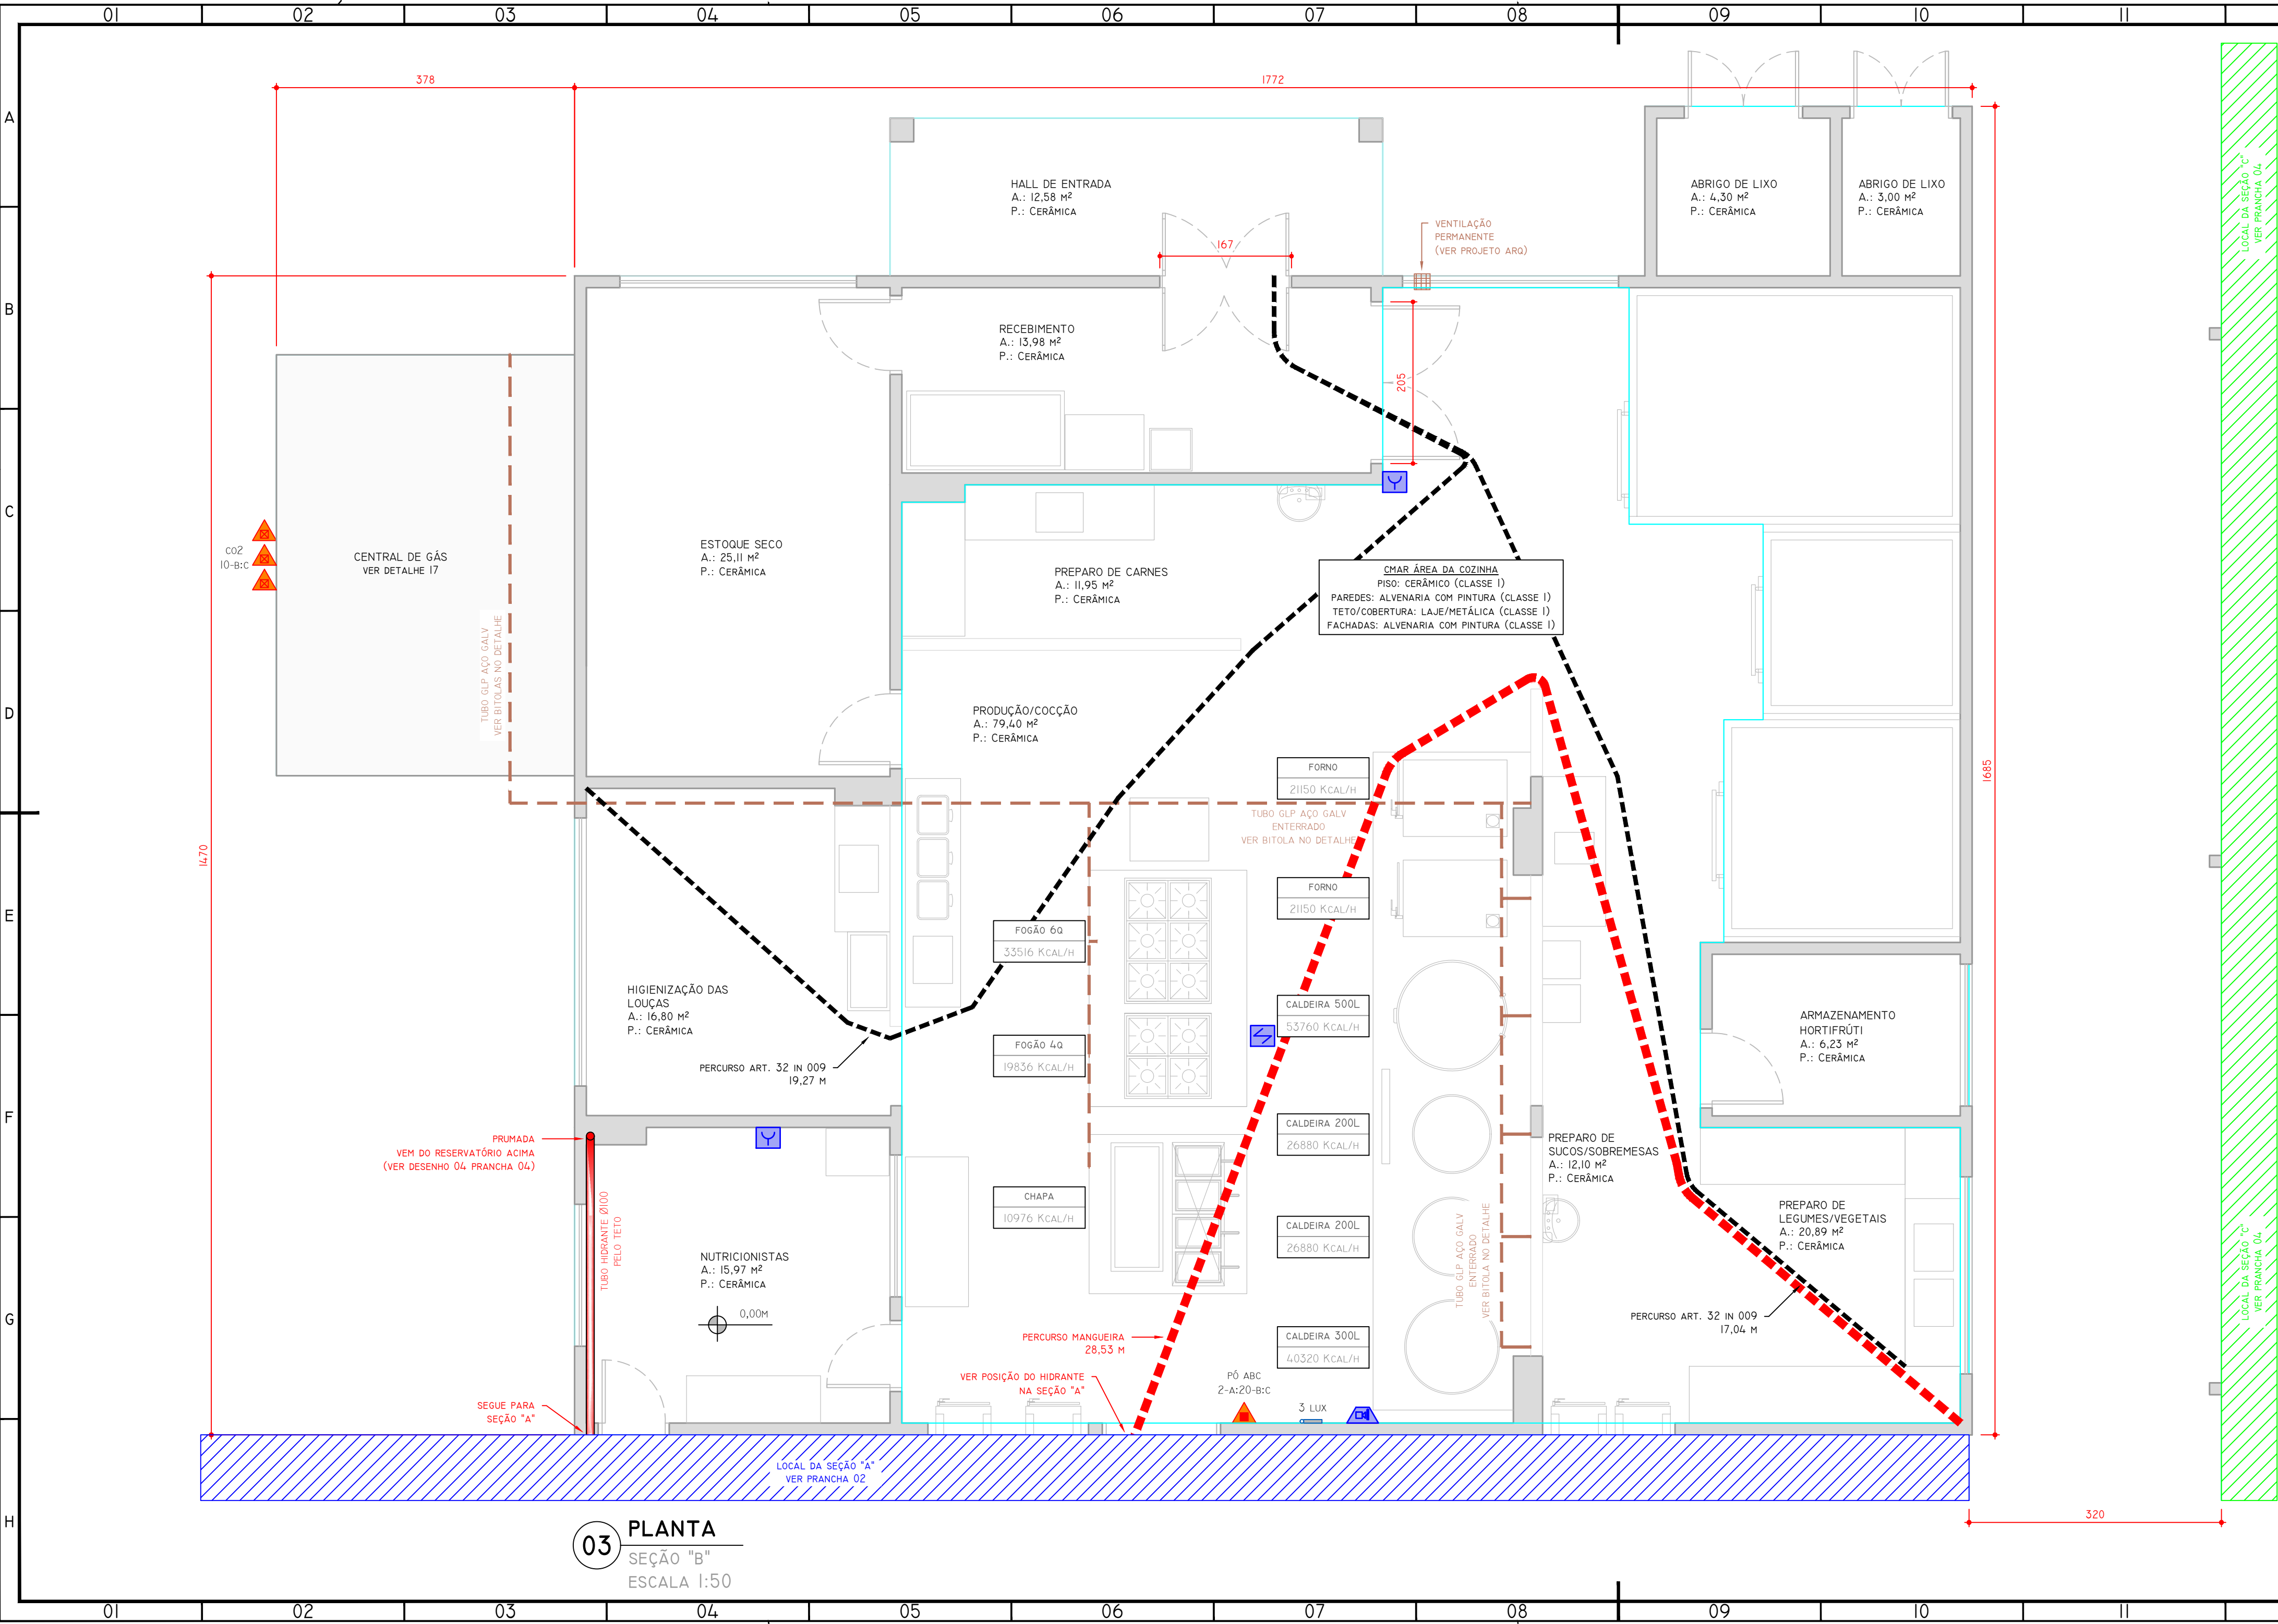 01
02
03
04
05
06
07
08
09
10
11
A
B
C
D
E
F
G
H
378
1772
HALL DE ENTRADA
A.: 12,58 M²
P.: CERÂMICA
ABRIGO DE LIXO
A.: 4,30 M²
P.: CERÂMICA
ABRIGO DE LIXO
A.: 3,00 M²
P.: CERÂMICA
LOCAL DA SEÇÃO "C"
VER PRANCHA 04
VENTILAÇÃO
PERMANENTE
(VER PROJETO ARQ)
167
RECEBIMENTO
A.: 13,98 M²
P.: CERÂMICA
205
CO2
10-B:C
CENTRAL DE GÁS
VER DETALHE 17
ESTOQUE SECO
A.: 25,11 M²
P.: CERÂMICA
PREPARO DE CARNES
A.: 11,95 M²
P.: CERÂMICA
CMAR ÁREA DA COZINHA
PISO: CERÂMICO (CLASSE I)
PAREDES: ALVENARIA COM PINTURA (CLASSE I)
TETO/COBERTURA: LAJE/METÁLICA (CLASSE I)
FACHADAS: ALVENARIA COM PINTURA (CLASSE I)
TUBO GLP AÇO GALV
VER BITOLAS NO DETALHE
PRODUÇÃO/COCÇÃO
A.: 79,40 M²
P.: CERÂMICA
1470
1685
FORNO
21150 KCAL/H
TUBO GLP AÇO GALV
ENTERRADO
VER BITOLA NO DETALHE
FORNO
21150 KCAL/H
FOGÃO 6Q
33516 KCAL/H
HIGIENIZAÇÃO DAS
LOUÇAS
A.: 16,80 M²
P.: CERÂMICA
CALDEIRA 500L
53760 KCAL/H
ARMAZENAMENTO
HORTIFRÚTI
A.: 6,23 M²
P.: CERÂMICA
FOGÃO 4Q
19836 KCAL/H
PERCURSO ART. 32 IN 009
19,27 M
PRUMADA
VEM DO RESERVATÓRIO ACIMA
(VER DESENHO 04 PRANCHA 04)
CALDEIRA 200L
26880 KCAL/H
PREPARO DE
SUCOS/SOBREMESAS
A.: 12,10 M²
P.: CERÂMICA
TUBO HIDRANTE Ø100
PELO TETO
CHAPA
10976 KCAL/H
CALDEIRA 200L
26880 KCAL/H
TUBO GLP AÇO GALV
ENTERRADO
VER BITOLA NO DETALHE
PREPARO DE
LEGUMES/VEGETAIS
A.: 20,89 M²
P.: CERÂMICA
LOCAL DA SEÇÃO "C"
VER PRANCHA 04
NUTRICIONISTAS
A.: 15,97 M²
P.: CERÂMICA
0,00M
PERCURSO MANGUEIRA
28,53 M
CALDEIRA 300L
40320 KCAL/H
PERCURSO ART. 32 IN 009
17,04 M
VER POSIÇÃO DO HIDRANTE
NA SEÇÃO "A"
PÓ ABC
2-A:20-B:C
3 LUX
SEGUE PARA
SEÇÃO "A"
LOCAL DA SEÇÃO "A"
VER PRANCHA 02
320
03
PLANTA
SEÇÃO "B"
ESCALA 1:50
01
02
03
04
05
06
07
08
09
10
11